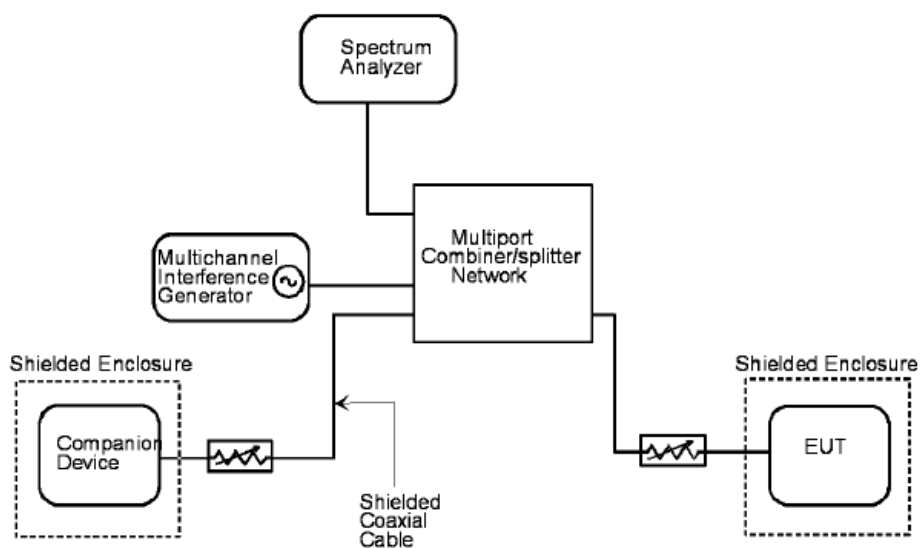 Spectrum
Analyzer
Multiport
Combiner/splitter
Network
Multichannel
Interference
Generator
Shielded Enclosure
Companion
Device
Shielded
Coaxial
Cable
Shielded Enclosure
EUT